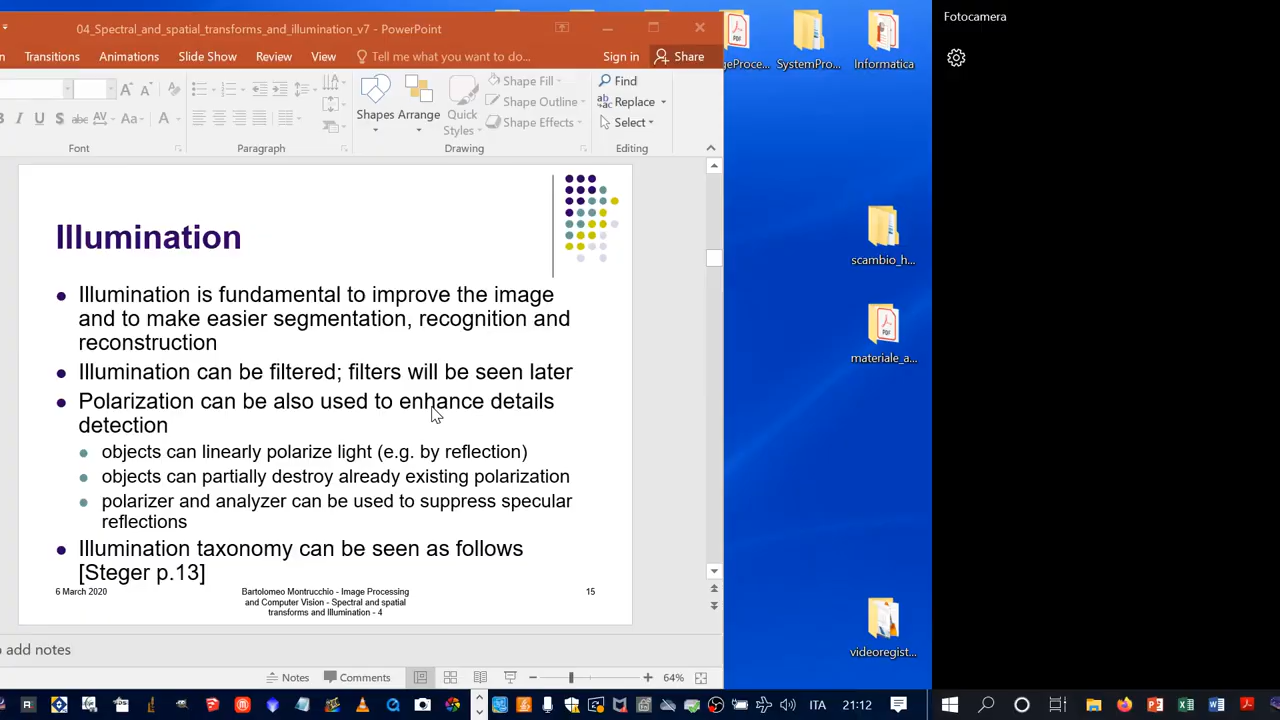 Fotocamera
04_Spectral_and_spatial_transforms_and_illumination_v7 - PowerPoint
Transitions Animations Slide Show Review View Tell me what you want to do... Sign in Share
Shapes Arrange Quick Styles
Shape Fill
Shape Outline
Shape Effects
Find
Replace
Select
Font Paragraph Drawing Editing
SystemPro...
Informatica
scambio_h...
materiale_a...
videoregist...
Illumination
Illumination is fundamental to improve the image
and to make easier segmentation, recognition and
reconstruction
Illumination can be filtered; filters will be seen later
Polarization can be also used to enhance details
detection
objects can linearly polarize light (e.g. by reflection)
objects can partially destroy already existing polarization
polarizer and analyzer can be used to suppress specular
reflections
Illumination taxonomy can be seen as follows
[Steger p.13]
6 March 2020
Bartolomeo Montrucchio - Image Processing
and Computer Vision - Spectral and spatial
transforms and Illumination - 4
15
add notes
Notes Comments 64%
ITA 21:12